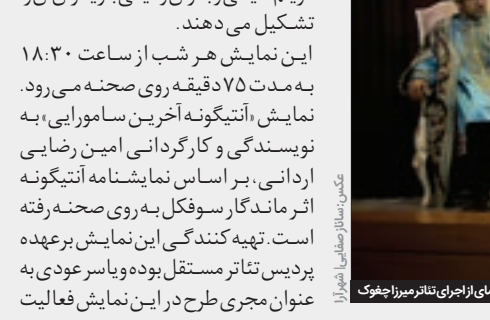 تشکیل می‌دهند.
این نمایش هر شب از ساعت ۱۸:۳۰
به مدت ۷۵ دقیقه روی صحنه می‌رود.
نمایش «آنتیگونه آخرین سامورایی» به
نویسندگی و کارگردانی امین رضایی
اردانی، بر اساس نمایشنامه آنتیگونه
اثر ماندگار سوفکل به روی صحنه رفته
است. تهیه کنندگی این نمایش برعهده
پردیس تئاتر مستقل بوده و یاسر عودی به
عنوان مجری طرح در این نمایش فعالیت
عکس: ساناز صفایی| شهرآرا
از اجرای تئاتر میرزا چغوک